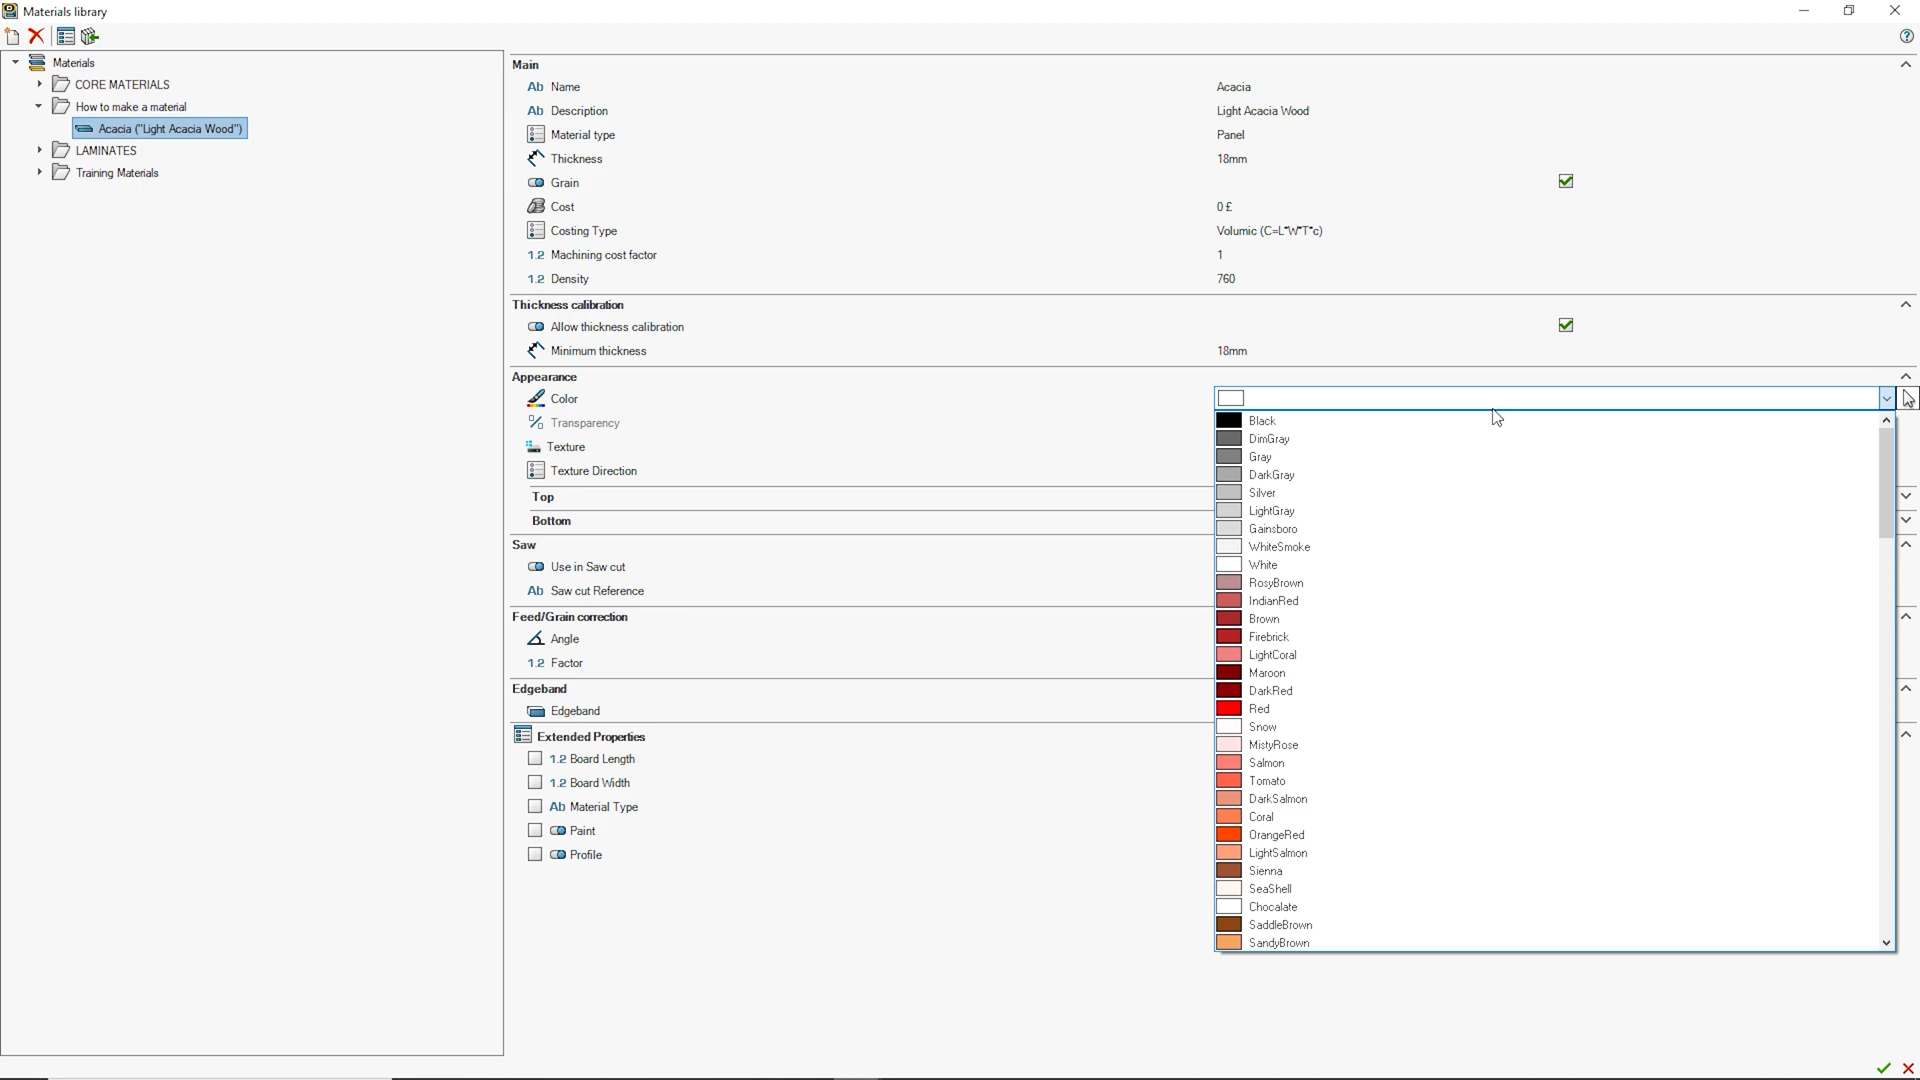 Materials library
Materials
CORE MATERIALS
How to make a material
Acacia ("Light Acacia Wood")
LAMINATES
Training Materials
Main
Ab Name Acacia
Ab Description Light Acacia Wood
Material type Panel
Thickness 18mm
Grain
Cost 0 £
Costing Type Volumic (C=L*W*T*c)
1.2 Machining cost factor 1
1.2 Density 760
Thickness calibration
Allow thickness calibration
Minimum thickness 18mm
Appearance
Color
Transparency
Texture
Texture Direction
Top
Bottom
Saw
Use in Saw cut
Ab Saw cut Reference
Feed/Grain correction
Angle
1.2 Factor
Edgeband
Edgeband
Extended Properties
1.2 Board Length
1.2 Board Width
Ab Material Type
Paint
Profile
Black
DimGray
Gray
DarkGray
Silver
LightGray
Gainsboro
WhiteSmoke
White
RosyBrown
IndianRed
Brown
Firebrick
LightCoral
Maroon
DarkRed
Red
Snow
MistyRose
Salmon
Tomato
DarkSalmon
Coral
OrangeRed
LightSalmon
Sienna
SeaShell
Chocalate
SaddleBrown
SandyBrown